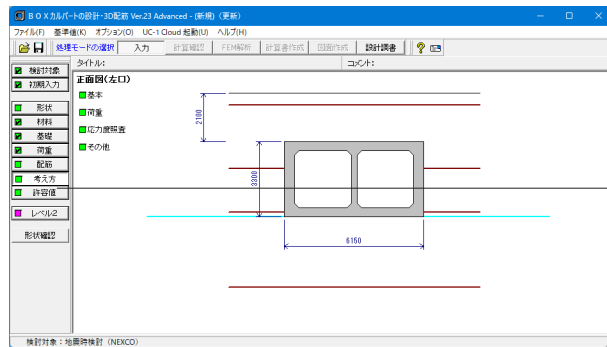 BOXカルバートの設計・3D配筋 Ver.23 Advanced - (新規) (更新)
ファイル(F) 基準値(K) オプション(O) UC-1 Cloud 起動(U) ヘルプ(H)
処理モードの選択 入力 計算確認 FEM解析 計算書作成 図面作成 設計調書
タイトル: コメント:
検討対象
初期入力
形状
材料
基礎
荷重
配筋
考え方
許容値
レベル2
形状確認
正面図(左口)
基本
荷重
応力度照査
その他
2100
3300
6150
検討対象:地震時検討 (NEXCO)